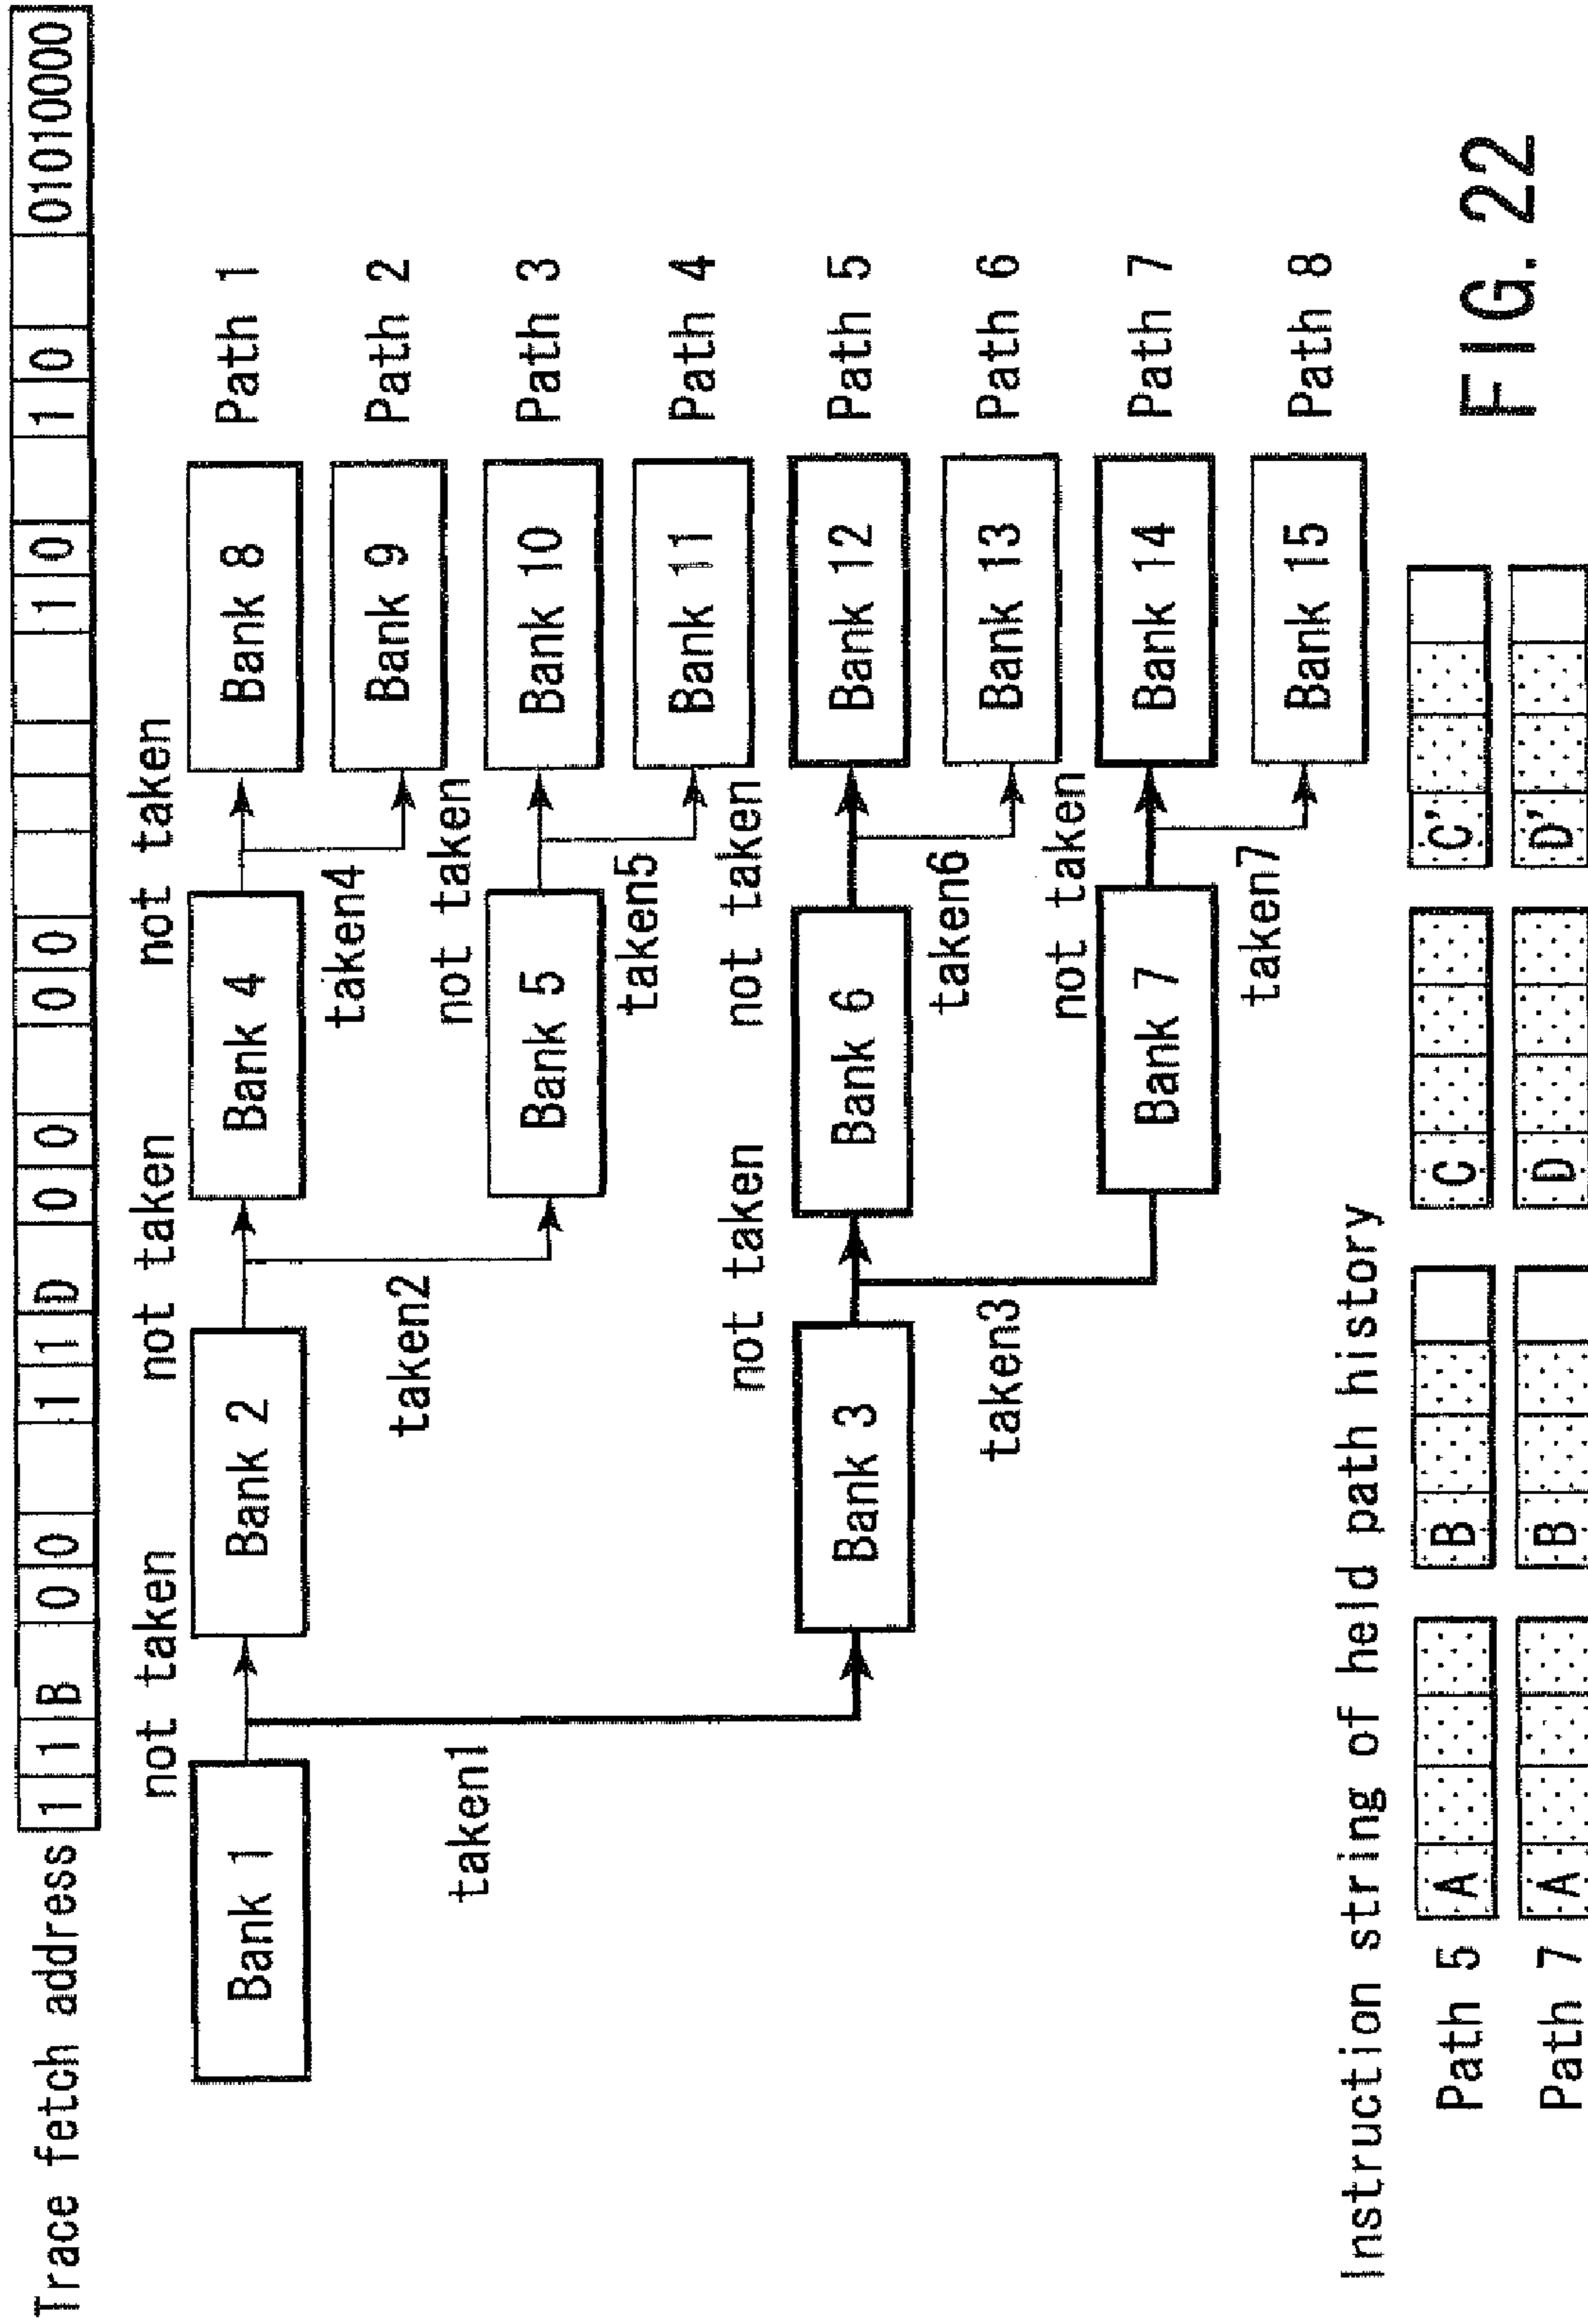 Trace fetch address 1 1 B 0 0 1 1 D 0 0 0 0 1 0 1 0 01010000
not taken not taken not taken
Bank 1 Bank 2 Bank 4 Bank 8 Path 1
taken4 Bank 9 Path 2
taken2 not taken
Bank 5 Bank 10 Path 3
taken1 taken5 Bank 11 Path 4
not taken not taken
Bank 3 Bank 6 Bank 12 Path 5
taken6 Bank 13 Path 6
taken3 not taken
Bank 7 Bank 14 Path 7
taken7 Bank 15 Path 8
Instruction string of held path history
Path 5 A B C C'
Path 7 A B D D'
FIG. 22